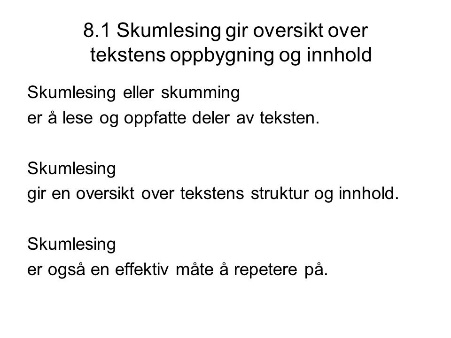 8.1 Skumlesing gir oversikt over
tekstens oppbygning og innhold
Skumlesing eller skumming
er å lese og oppfatte deler av teksten.
Skumlesing
gir en oversikt over tekstens struktur og innhold.
Skumlesing
er også en effektiv måte å repetere på.